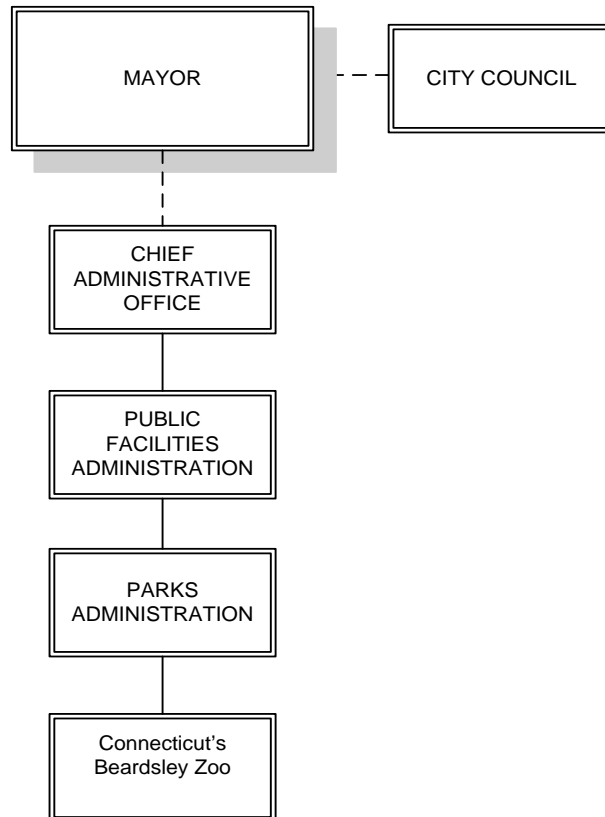 MAYOR
CITY COUNCIL
CHIEF
ADMINISTRATIVE
OFFICE
PUBLIC
FACILITIES
ADMINISTRATION
PARKS
ADMINISTRATION
Connecticut's
Beardsley Zoo